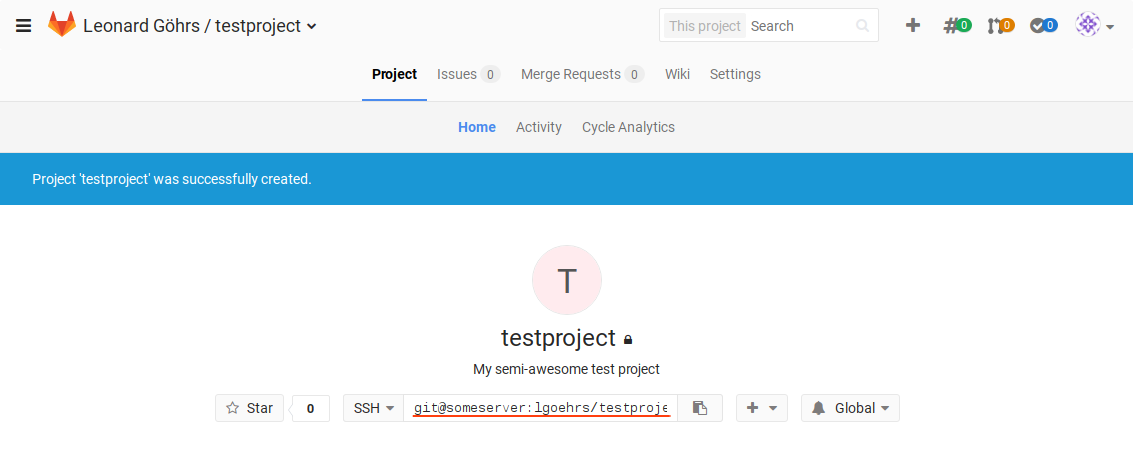 Leonard Göhrs / testproject This project Search 0 0 0
Project Issues 0 Merge Requests 0 Wiki Settings
Home Activity Cycle Analytics
Project 'testproject' was successfully created.
T
testproject
My semi-awesome test project
Star 0 SSH git@someserver:lgoehrs/testproje Global